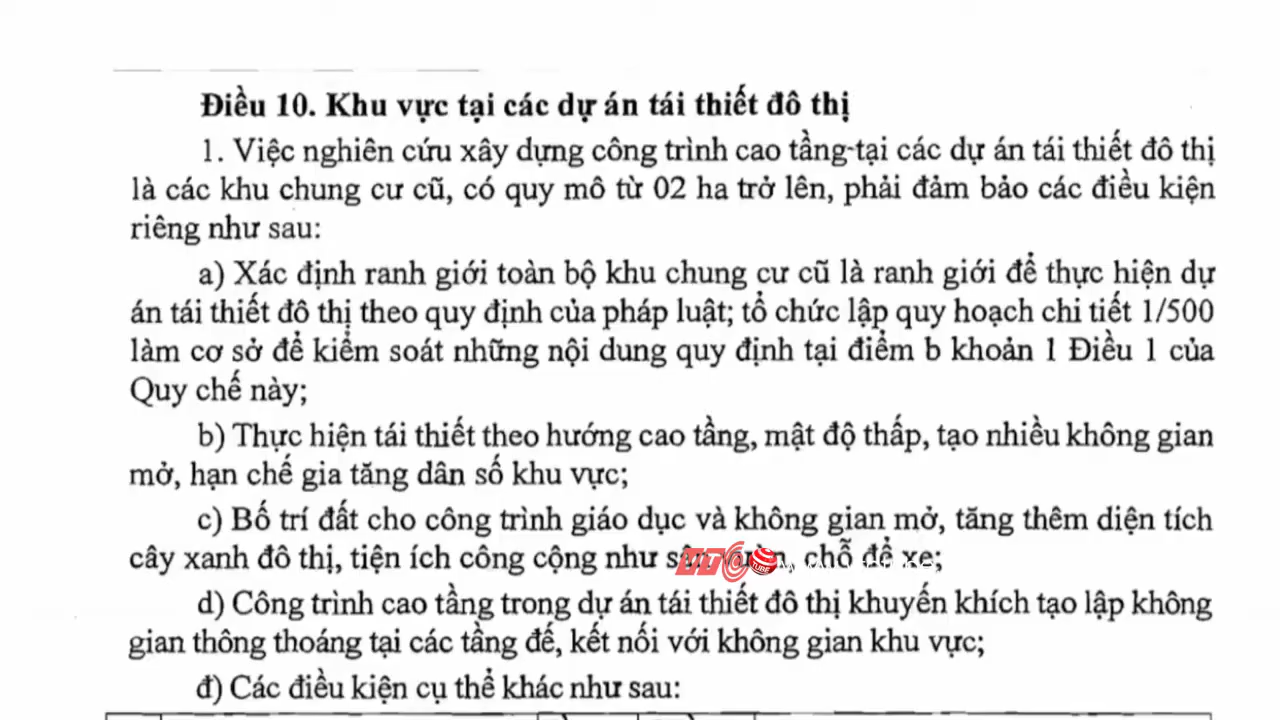 Điều 10. Khu vực tại các dự án tái thiết đô thị
1. Việc nghiên cứu xây dựng công trình cao tầng tại các dự án tái thiết đô thị
là các khu chung cư cũ, có quy mô từ 02 ha trở lên, phải đảm bảo các điều kiện
riêng như sau:
a) Xác định ranh giới toàn bộ khu chung cư cũ là ranh giới để thực hiện dự
án tái thiết đô thị theo quy định của pháp luật; tổ chức lập quy hoạch chi tiết 1/500
làm cơ sở để kiểm soát những nội dung quy định tại điểm b khoản 1 Điều 1 của
Quy chế này;
b) Thực hiện tái thiết theo hướng cao tầng, mật độ thấp, tạo nhiều không gian
mở, hạn chế gia tăng dân số khu vực;
c) Bố trí đất cho công trình giáo dục và không gian mở, tăng thêm diện tích
cây xanh đô thị, tiện ích công cộng như sân vườn, chỗ để xe;
d) Công trình cao tầng trong dự án tái thiết đô thị khuyến khích tạo lập không
gian thông thoáng tại các tầng đế, kết nối với không gian khu vực;
đ) Các điều kiện cụ thể khác như sau: